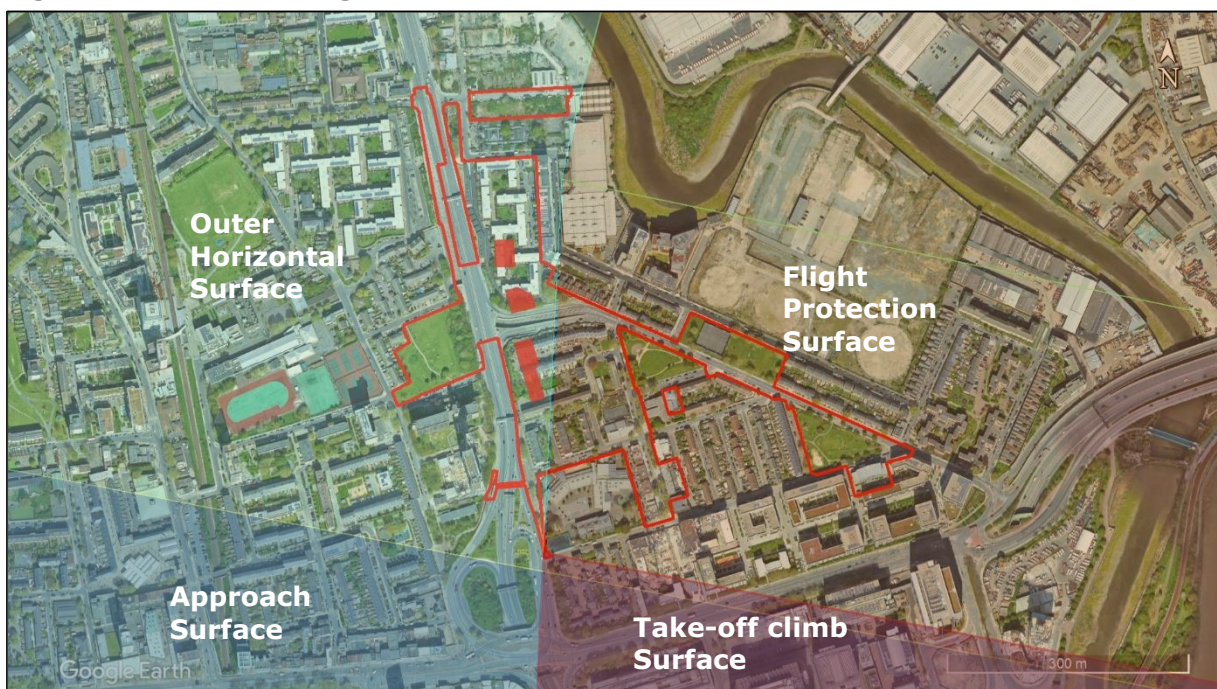 N
Outer
Horizontal
Surface
Flight
Protection
Surface
Approach
Surface
Take-off climb
Surface
Google Earth
300 m